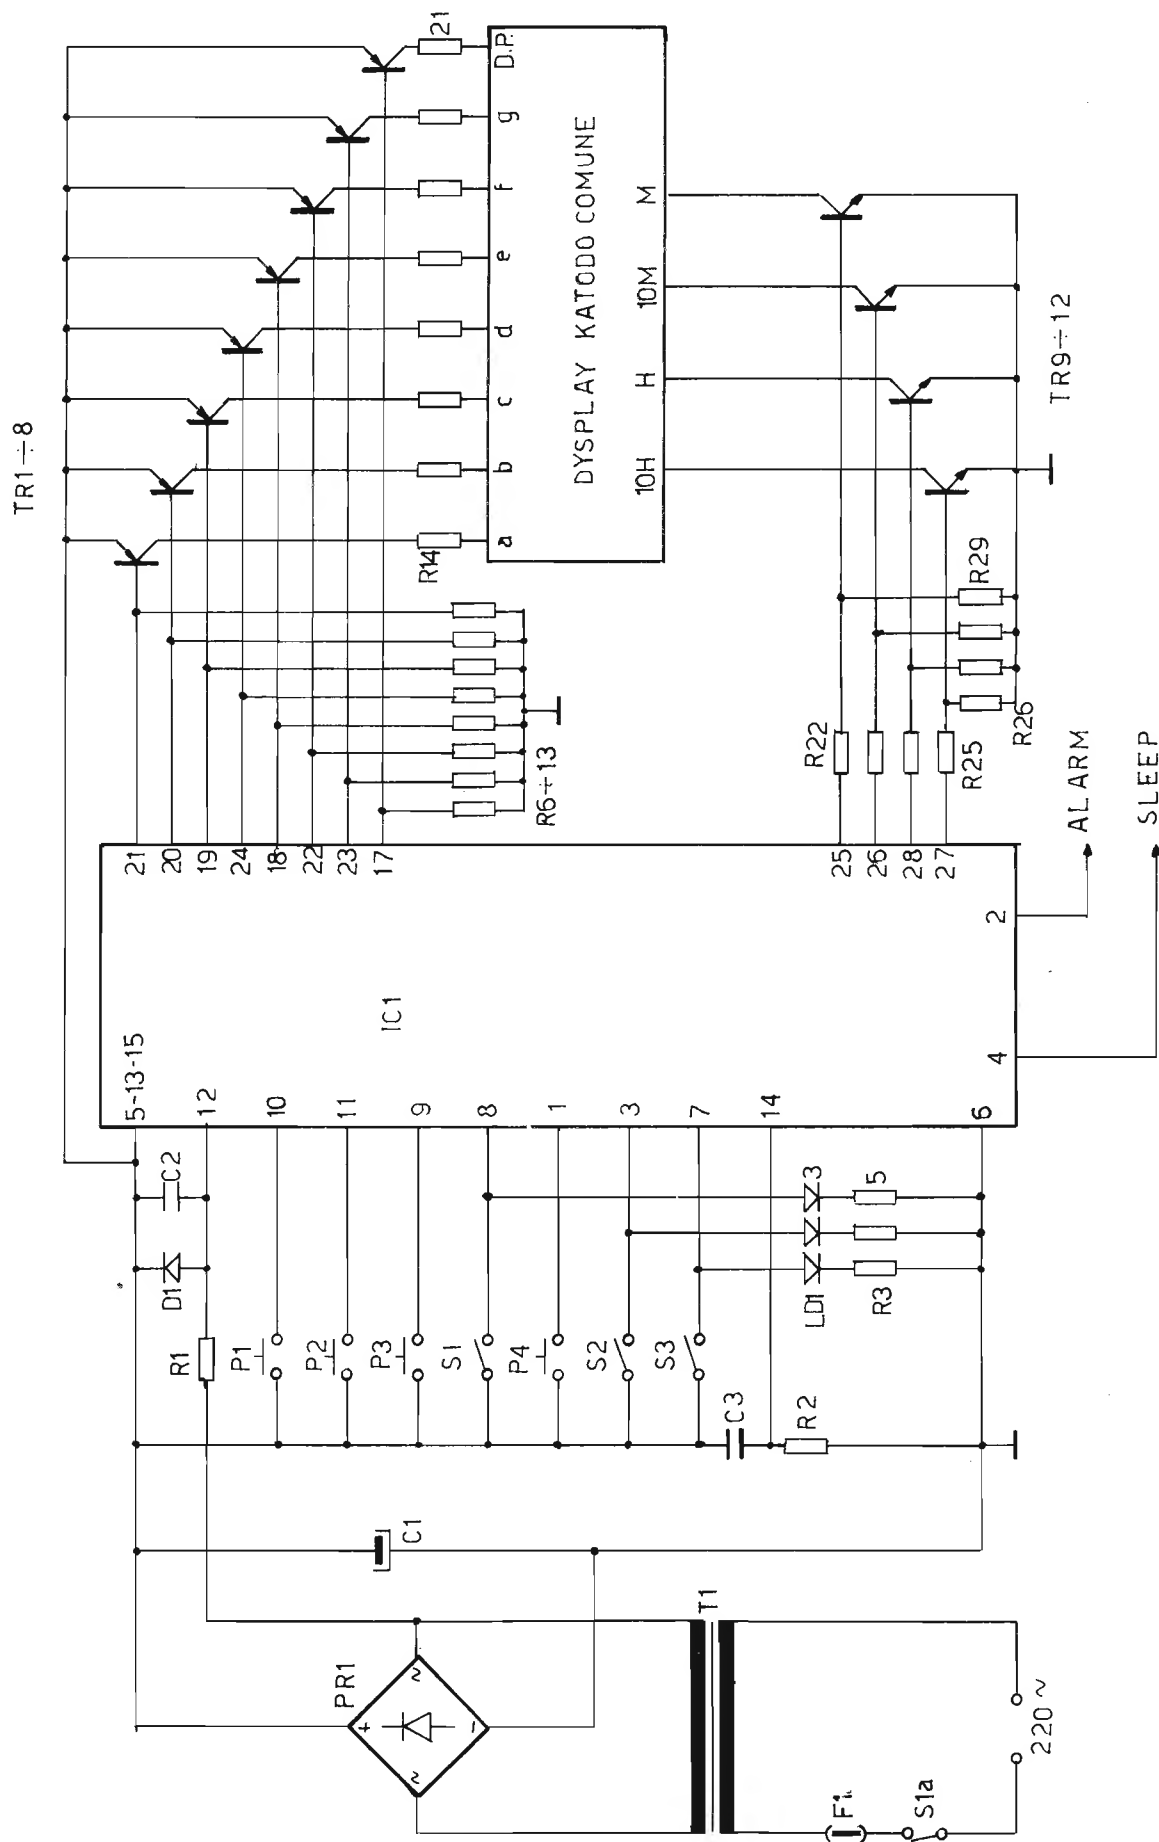 TR1÷8
21
D.P.
g
f
e
d
c
b
a
R14
DYSPLAY KATODO COMUNE
10H
H
10M
M
TR9÷12
R6÷13
R22
R25
R29
R26
21
20
19
24
18
22
23
17
25
26
28
27
2
4
ALARM
SLEEP
IC1
5-13-15
12
10
11
9
8
1
3
7
14
6
C2
D1
R1
P1
P2
P3
S1
P4
S2
S3
C3
R2
LD1
3
R3
5
C1
PR1
+
~
~
-
T1
F1
S1a
220 ~